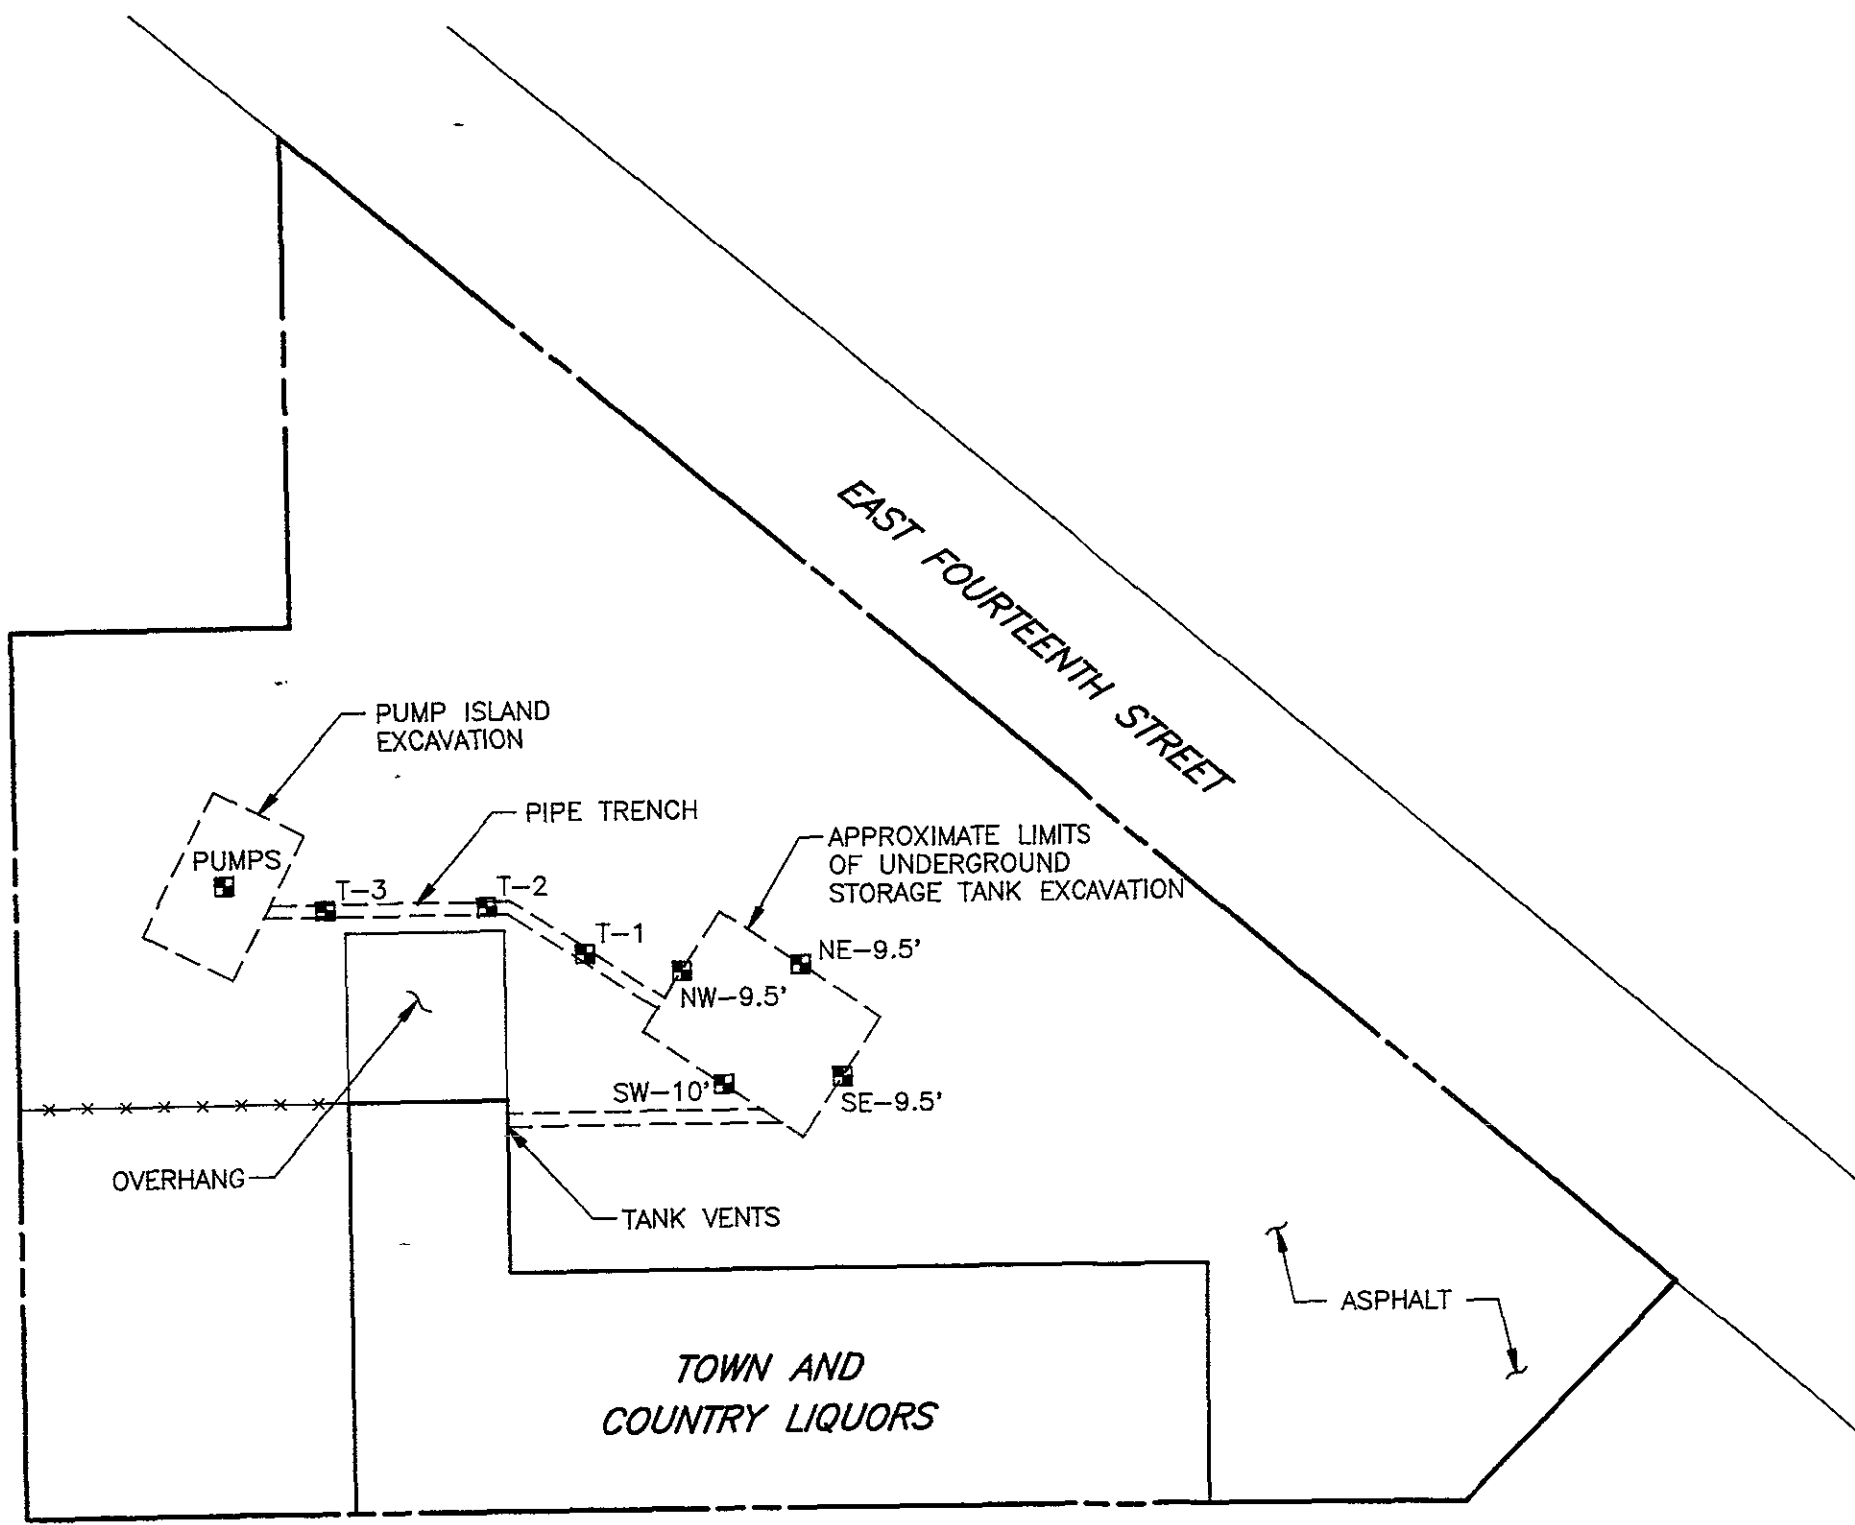 EAST FOURTEENTH STREET
PUMP ISLAND
EXCAVATION
PIPE TRENCH
APPROXIMATE LIMITS
OF UNDERGROUND
STORAGE TANK EXCAVATION
PUMPS
T-3
T-2
T-1
NE-9.5'
NW-9.5'
SW-10'
SE-9.5'
OVERHANG
TANK VENTS
ASPHALT
TOWN AND
COUNTRY LIQUORS